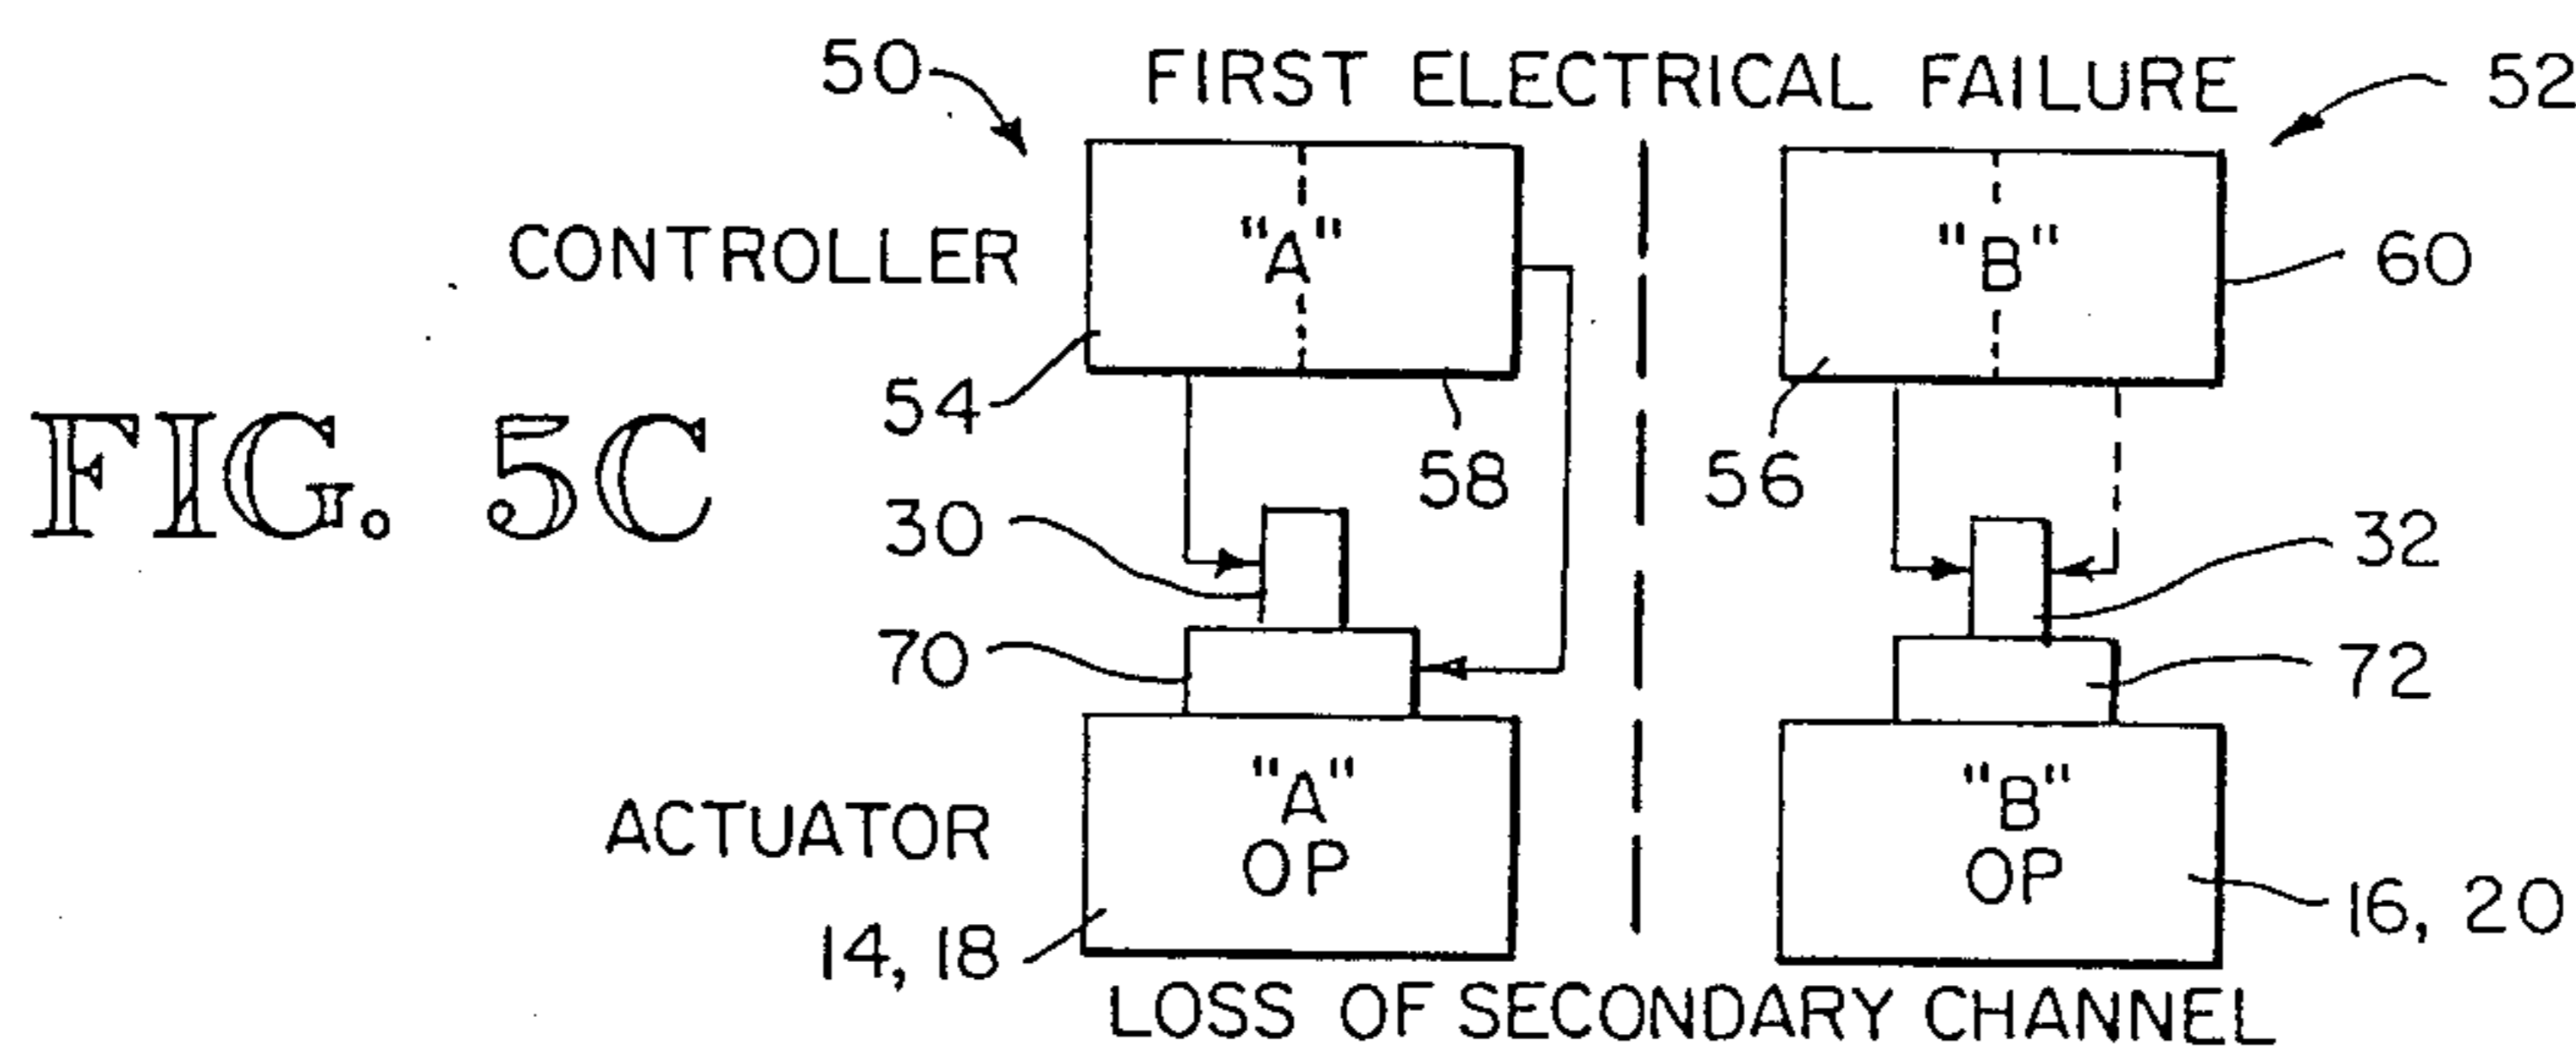 50 FIRST ELECTRICAL FAILURE 52
CONTROLLER "A" "B" 60
54 58 56
FIG. 5C
30 32
70 72
ACTUATOR "A" OP "B" OP
14, 18 16, 20
LOSS OF SECONDARY CHANNEL